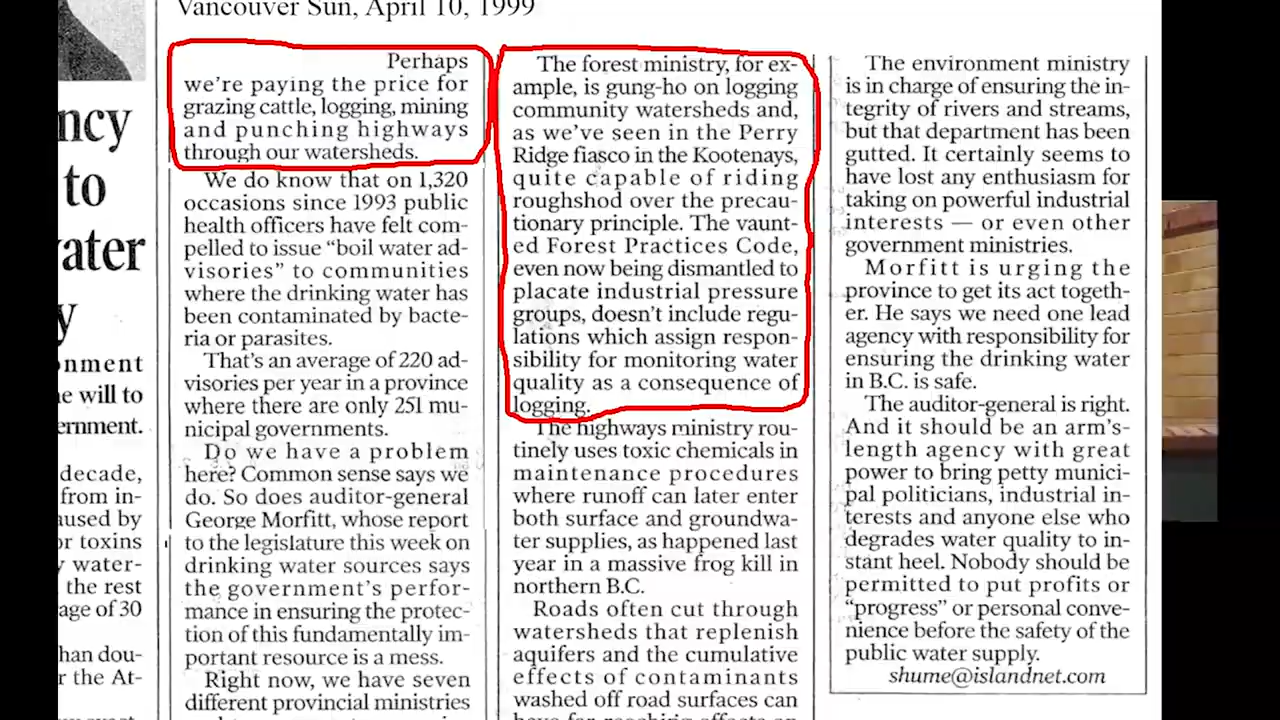 Vancouver Sun, April 10, 1999
ncy
to
ater
y
onment
e will to
ernment.
decade,
from in-
aused by
or toxins
y water-
the rest
age of 30
han dou-
r the At-
Perhaps
we're paying the price for
grazing cattle, logging, mining
and punching highways
through our watersheds.
We do know that on 1,320
occasions since 1993 public
health officers have felt com-
pelled to issue “boil water ad-
visories” to communities
where the drinking water has
been contaminated by bacte-
ria or parasites.
That's an average of 220 ad-
visories per year in a province
where there are only 251 mu-
nicipal governments.
Do we have a problem
here? Common sense says we
do. So does auditor-general
George Morfitt, whose report
to the legislature this week on
drinking water sources says
the government's perfor-
mance in ensuring the protec-
tion of this fundamentally im-
portant resource is a mess.
Right now, we have seven
different provincial ministries
The forest ministry, for ex-
ample, is gung-ho on logging
community watersheds and,
as we've seen in the Perry
Ridge fiasco in the Kootenays,
quite capable of riding
roughshod over the precau-
tionary principle. The vaunt-
ed Forest Practices Code,
even now being dismantled to
placate industrial pressure
groups, doesn't include regu-
lations which assign respon-
sibility for monitoring water
quality as a consequence of
logging.
The highways ministry rou-
tinely uses toxic chemicals in
maintenance procedures
where runoff can later enter
both surface and groundwa-
ter supplies, as happened last
year in a massive frog kill in
northern B.C.
Roads often cut through
watersheds that replenish
aquifers and the cumulative
effects of contaminants
washed off road surfaces can
The environment ministry
is in charge of ensuring the in-
tegrity of rivers and streams,
but that department has been
gutted. It certainly seems to
have lost any enthusiasm for
taking on powerful industrial
interests — or even other
government ministries.
Morfitt is urging the
province to get its act togeth-
er. He says we need one lead
agency with responsibility for
ensuring the drinking water
in B.C. is safe.
The auditor-general is right.
And it should be an arm's-
length agency with great
power to bring petty munici-
pal politicians, industrial in-
terests and anyone else who
degrades water quality to in-
stant heel. Nobody should be
permitted to put profits or
“progress” or personal conve-
nience before the safety of the
public water supply.
shume@islandnet.com